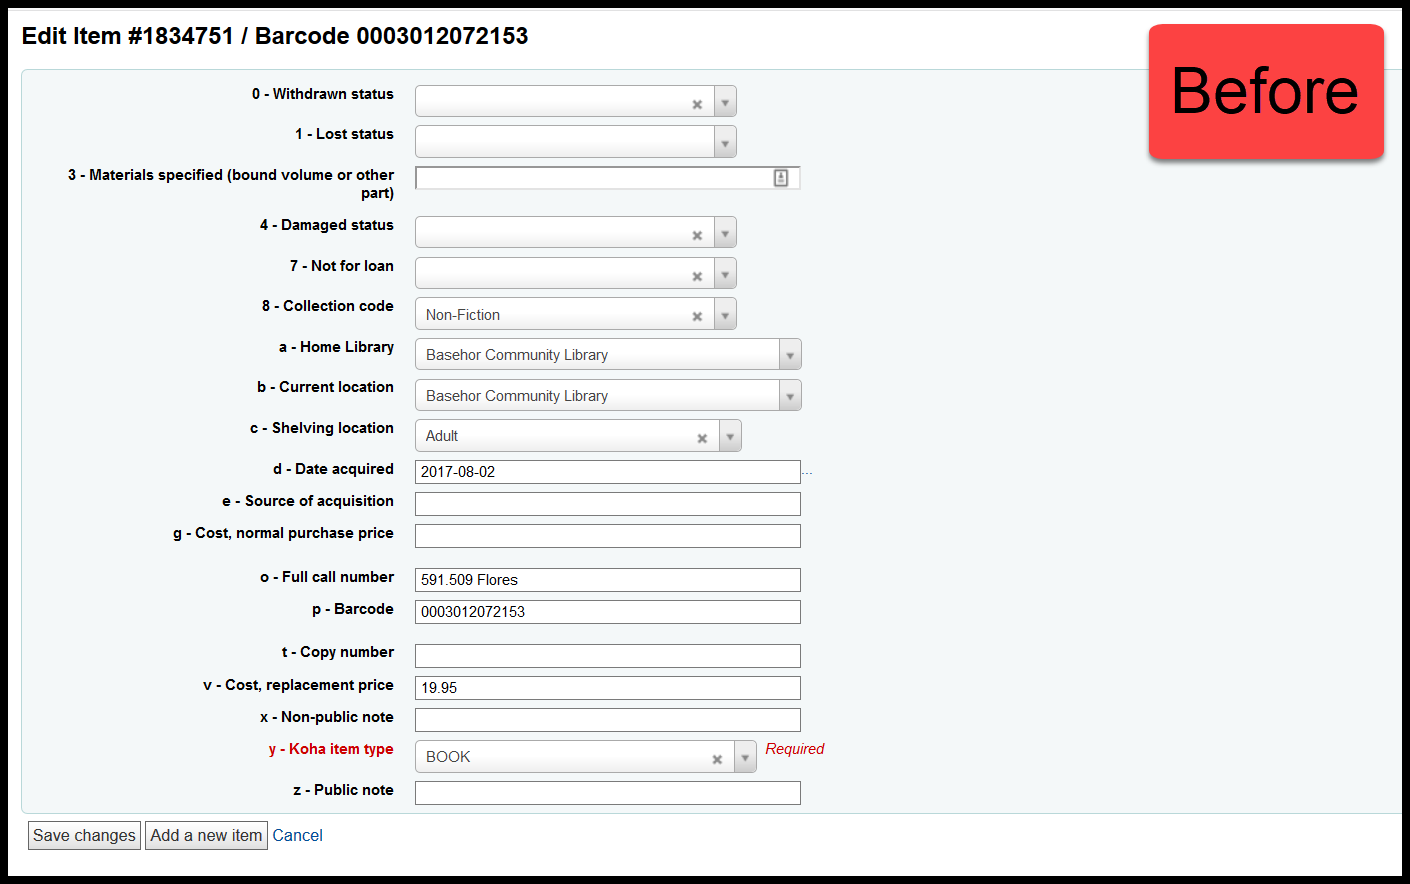 Edit Item #1834751 / Barcode 0003012072153
Before
0 - Withdrawn status
1 - Lost status
3 - Materials specified (bound volume or other
part)
4 - Damaged status
7 - Not for loan
8 - Collection code Non-Fiction
a - Home Library Basehor Community Library
b - Current location Basehor Community Library
c - Shelving location Adult
d - Date acquired 2017-08-02 ...
e - Source of acquisition
g - Cost, normal purchase price
o - Full call number 591.509 Flores
p - Barcode 0003012072153
t - Copy number
v - Cost, replacement price 19.95
x - Non-public note
y - Koha item type BOOK Required
z - Public note
Save changes Add a new item Cancel